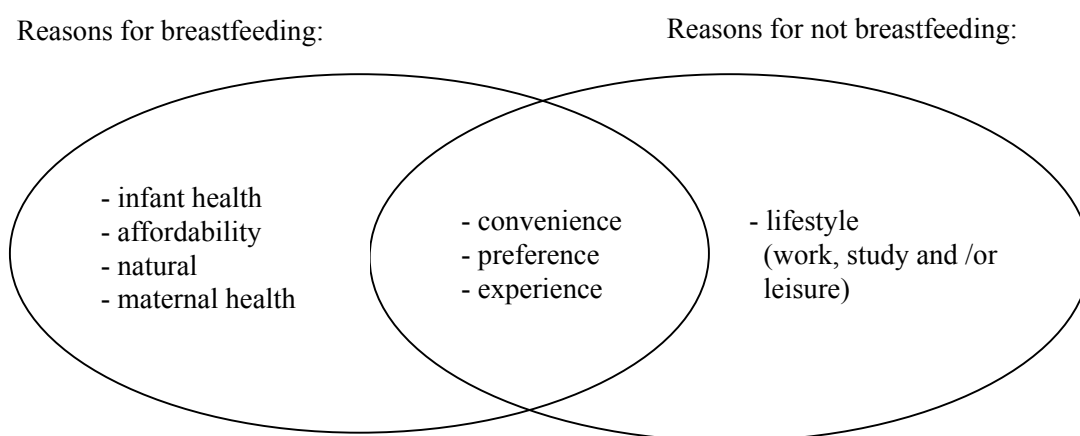 Reasons for breastfeeding:
Reasons for not breastfeeding:
- infant health
- affordability
- natural
- maternal health
- convenience
- preference
- experience
- lifestyle
(work, study and /or
leisure)